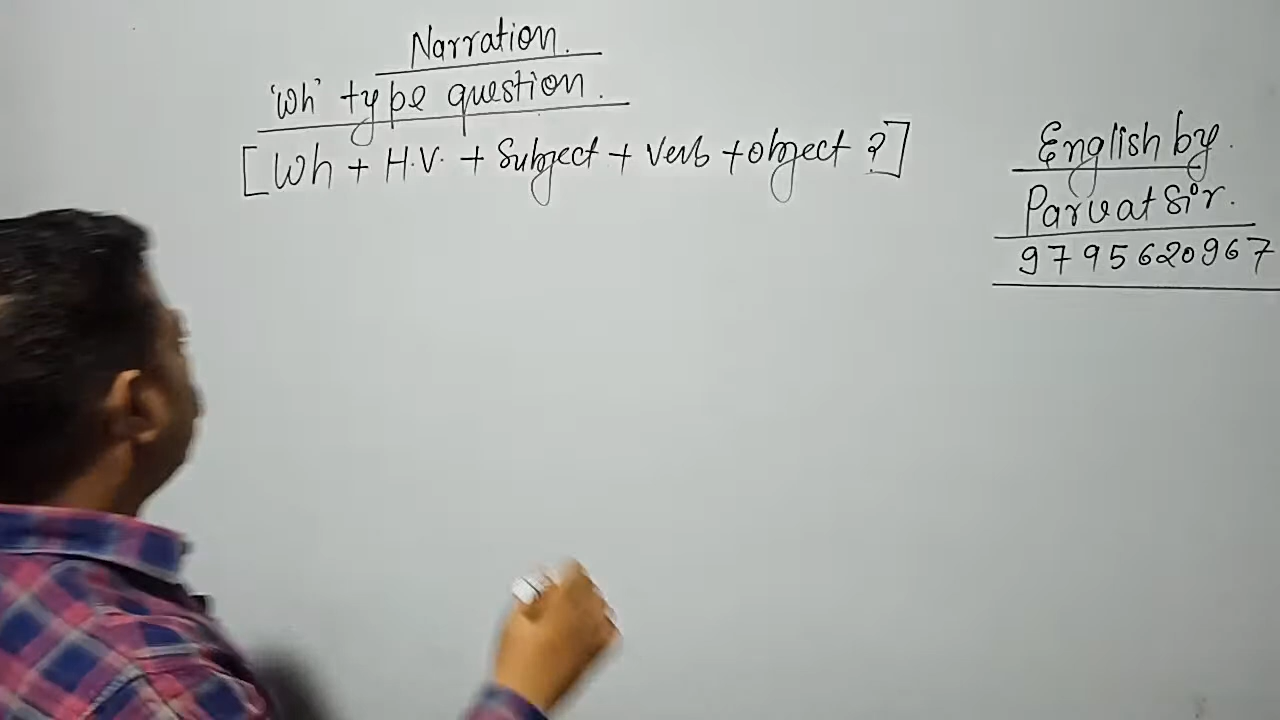 Narration.
'Wh' type question.
[Wh + H.V. + Subject + Verb + object ?]
English by.
Parvat Sir.
9795620967